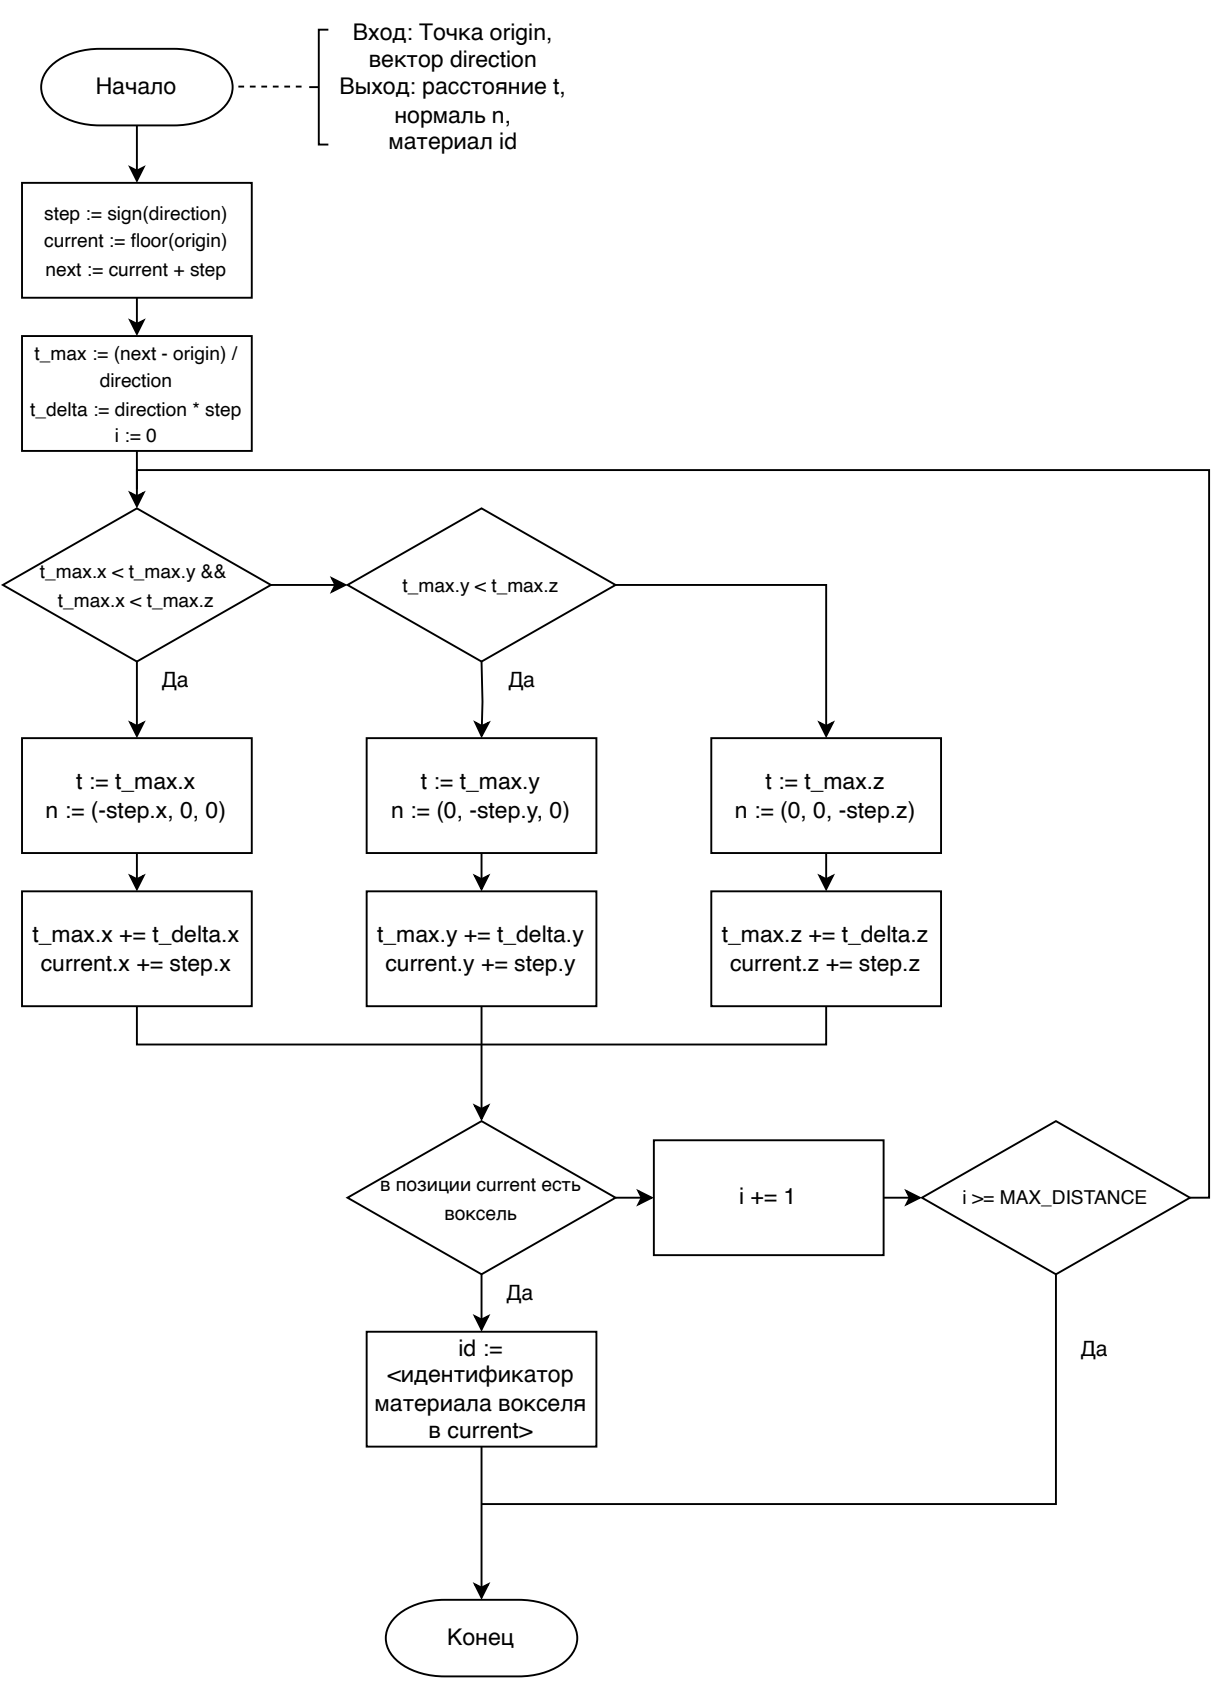 Начало
Вход: Точка origin,
вектор direction
Выход: расстояние t,
нормаль n,
материал id
step := sign(direction)
current := floor(origin)
next := current + step
t_max := (next - origin) /
direction
t_delta := direction * step
i := 0
t_max.x < t_max.y &&
t_max.x < t_max.z
t_max.y < t_max.z
Да
Да
t := t_max.x
n := (-step.x, 0, 0)
t := t_max.y
n := (0, -step.y, 0)
t := t_max.z
n := (0, 0, -step.z)
t_max.x += t_delta.x
current.x += step.x
t_max.y += t_delta.y
current.y += step.y
t_max.z += t_delta.z
current.z += step.z
в позиции current есть
воксель
i += 1
i >= MAX_DISTANCE
Да
Да
id :=
<идентификатор
материала вокселя
в current>
Конец